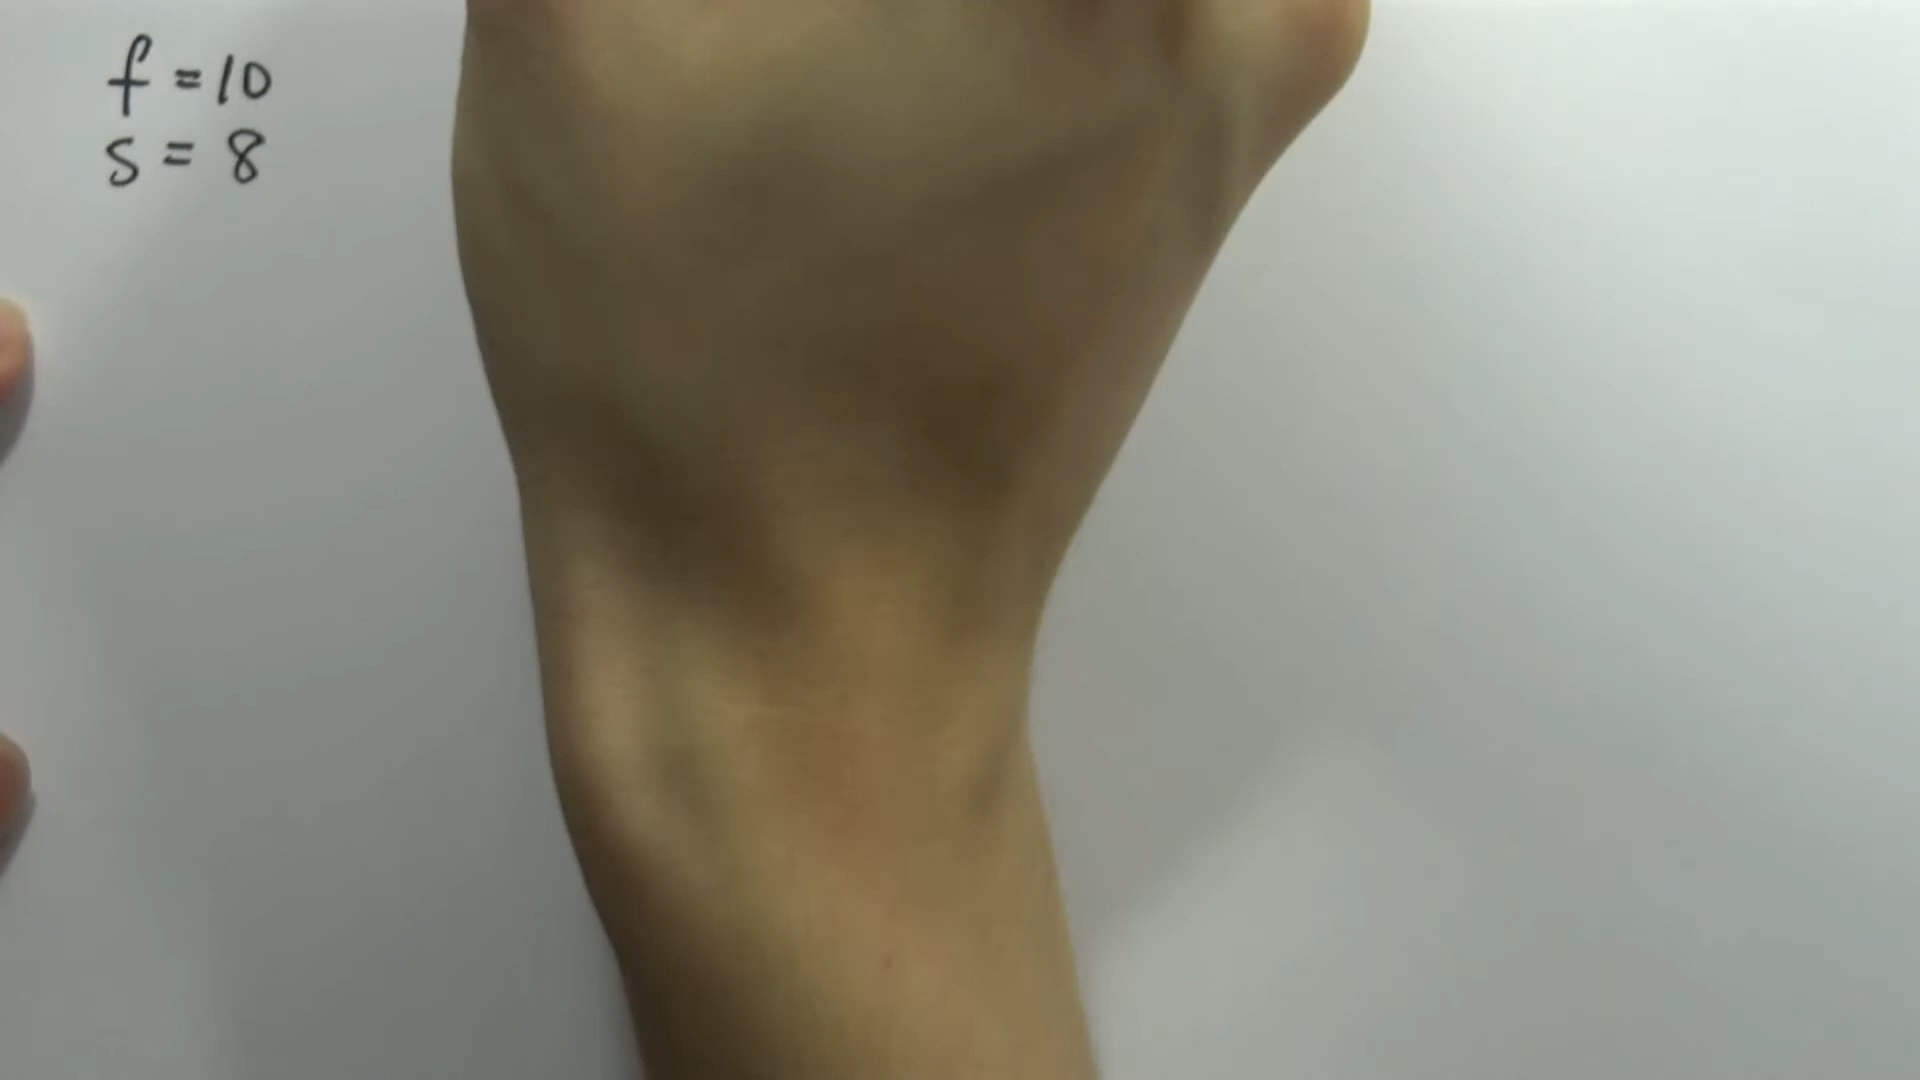 f = 10
s = 8